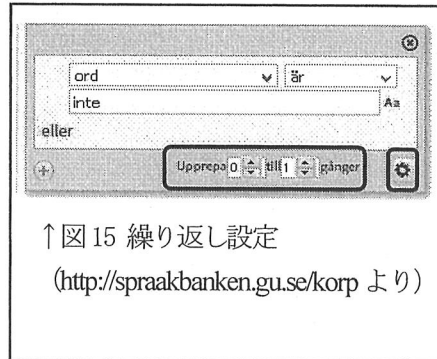 ord är
inte Aa
eller
Upprepa 0 till 1 gånger
↑図15 繰り返し設定
(http://spraakbanken.gu.se/korp より)